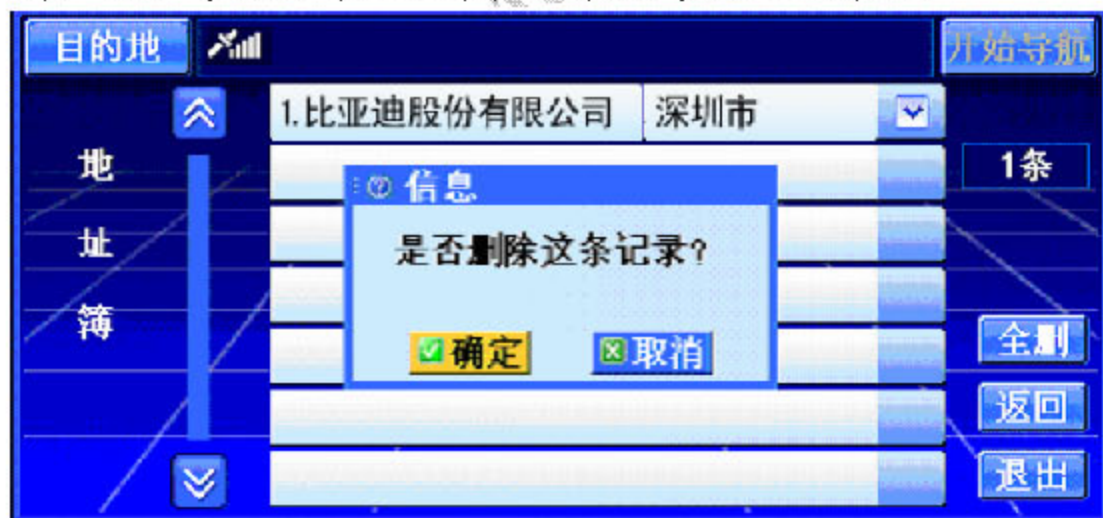 目的地
开始导航
1.比亚迪股份有限公司 深圳市
地址簿
1条
信息
是否删除这条记录?
确定 取消
全删
返回
退出